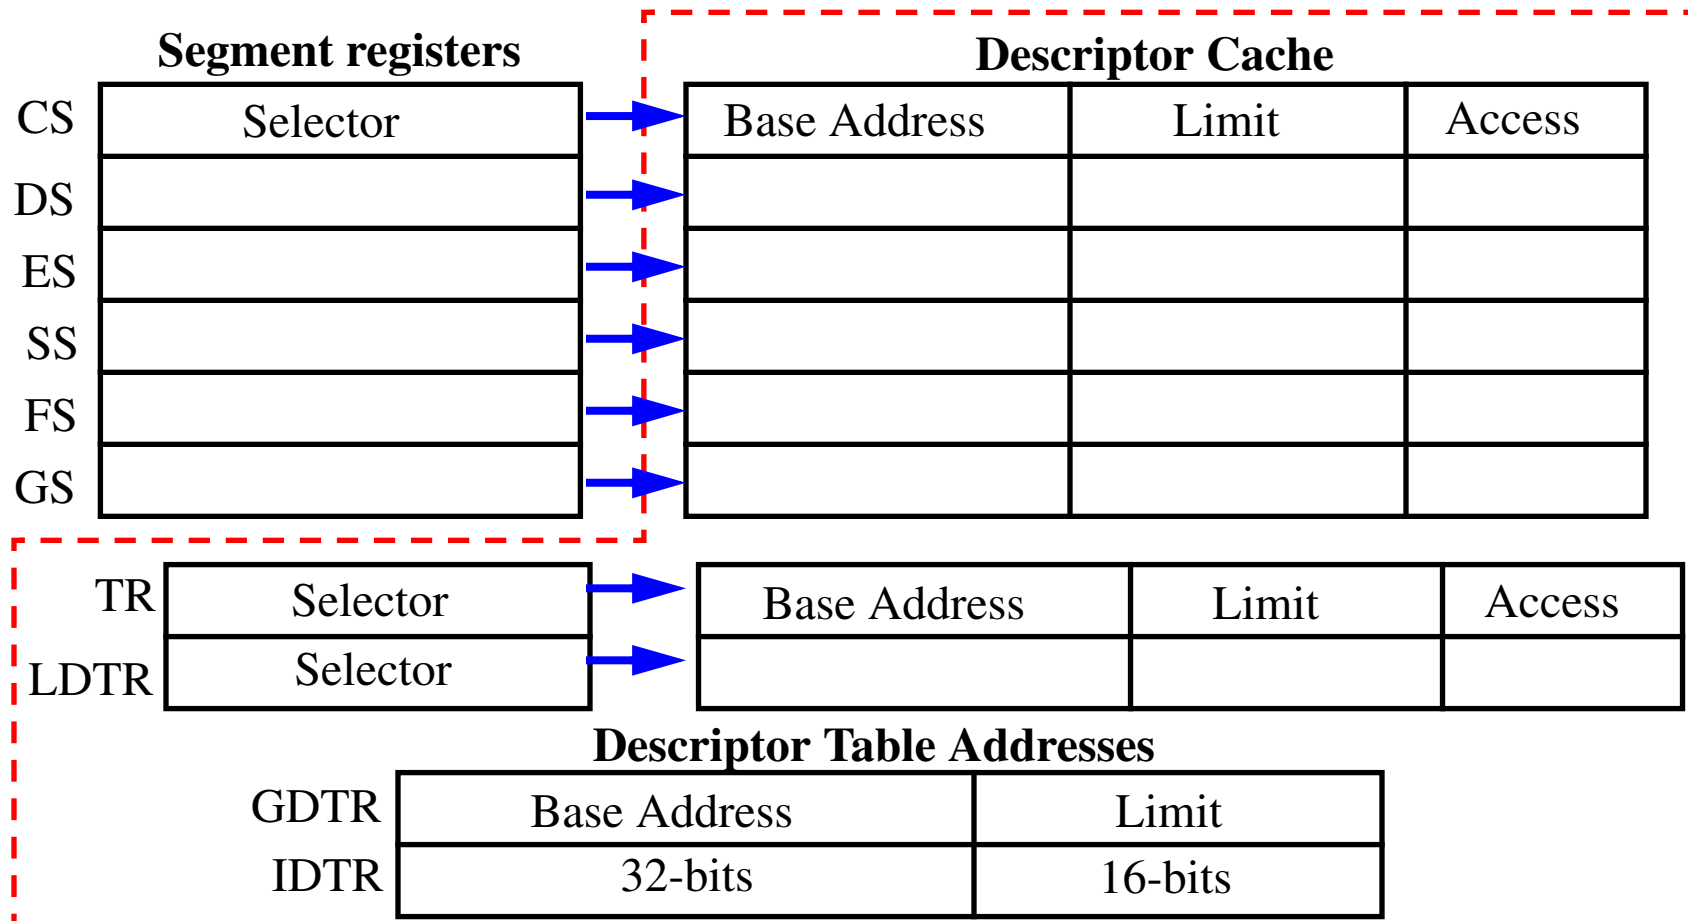 Segment registers Descriptor Cache
CS Selector Base Address Limit Access
DS
ES
SS
FS
GS
TR Selector Base Address Limit Access
LDTR Selector
Descriptor Table Addresses
GDTR Base Address Limit
IDTR 32-bits 16-bits